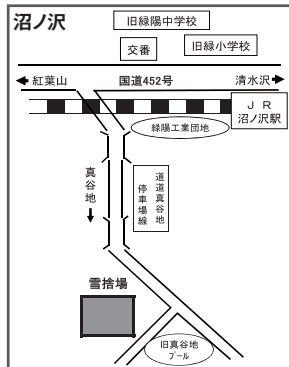 沼ノ沢
旧緑陽中学校
交番
旧緑小学校
紅葉山
国道452号
清水沢
JR
沼ノ沢駅
緑陽工業団地
真谷地
道道真谷地
停車場線
雪捨場
旧真谷地
プール